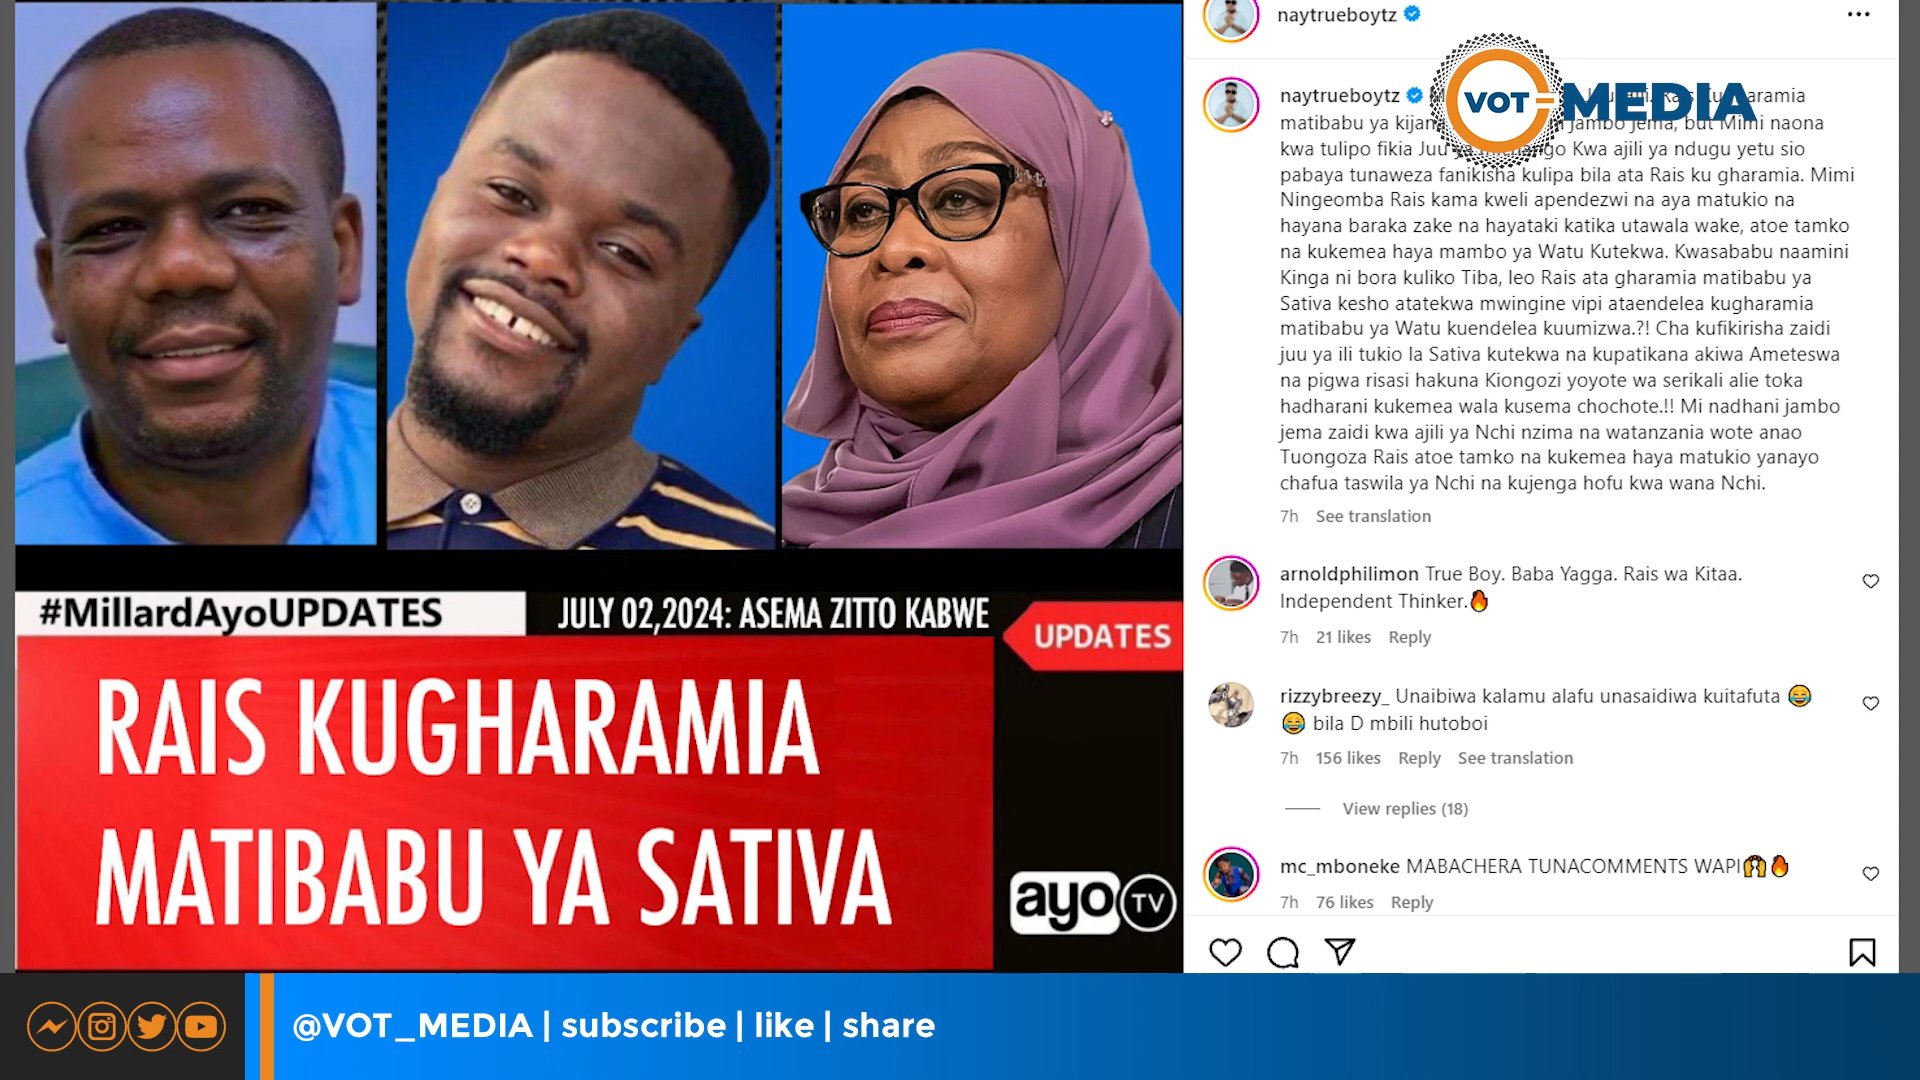 #MillardAyoUPDATES
JULY 02,2024: ASEMA ZITTO KABWE
UPDATES
RAIS KUGHARAMIA
MATIBABU YA SATIVA
ayo TV
naytrueboytz
VOT MEDIA
naytrueboytz
matibabu ya jambo jema, but Mimi naona
kwa tulipo fikia Juu Kwa ajili ya ndugu yetu sio
pabaya tunaweza fanikisha kulipa bila ata Rais ku gharamia. Mimi
Ningeomba Rais kama kweli apendezwi na aya matukio na
hayana baraka zake na hayataki katika utawala wake, atoe tamko
na kukemea haya mambo ya Watu Kutekwa. Kwasababu naamini
Kinga ni bora kuliko Tiba, leo Rais ata gharamia matibabu ya
Sativa kesho atatekwa mwingine vipi ataendelea kugharamia
matibabu ya Watu kuendelea kuumizwa.?! Cha kufikirisha zaidi
juu ya ili tukio la Sativa kutekwa na kupatikana akiwa Ameteswa
na pigwa risasi hakuna Kiongozi yoyote wa serikali alie toka
hadharani kukemea wala kusema chochote.!! Mi nadhani jambo
jema zaidi kwa ajili ya Nchi nzima na watanzania wote anao
Tuongoza Rais atoe tamko na kukemea haya matukio yanayo
chafua taswila ya Nchi na kujenga hofu kwa wana Nchi.
7h See translation
arnoldphilimon True Boy. Baba Yagga. Rais wa Kitaa.
Independent Thinker.🔥
7h 21 likes Reply
rizzybreezy_ Unaibiwa kalamu alafu unasaidiwa kuitafuta 😂
😂 bila D mbili hutoboi
7h 156 likes Reply See translation
View replies (18)
mc_mboneke MABACHERA TUNACOMMENTS WAPI🙌🔥
7h 76 likes Reply
@VOT_MEDIA | subscribe | like | share